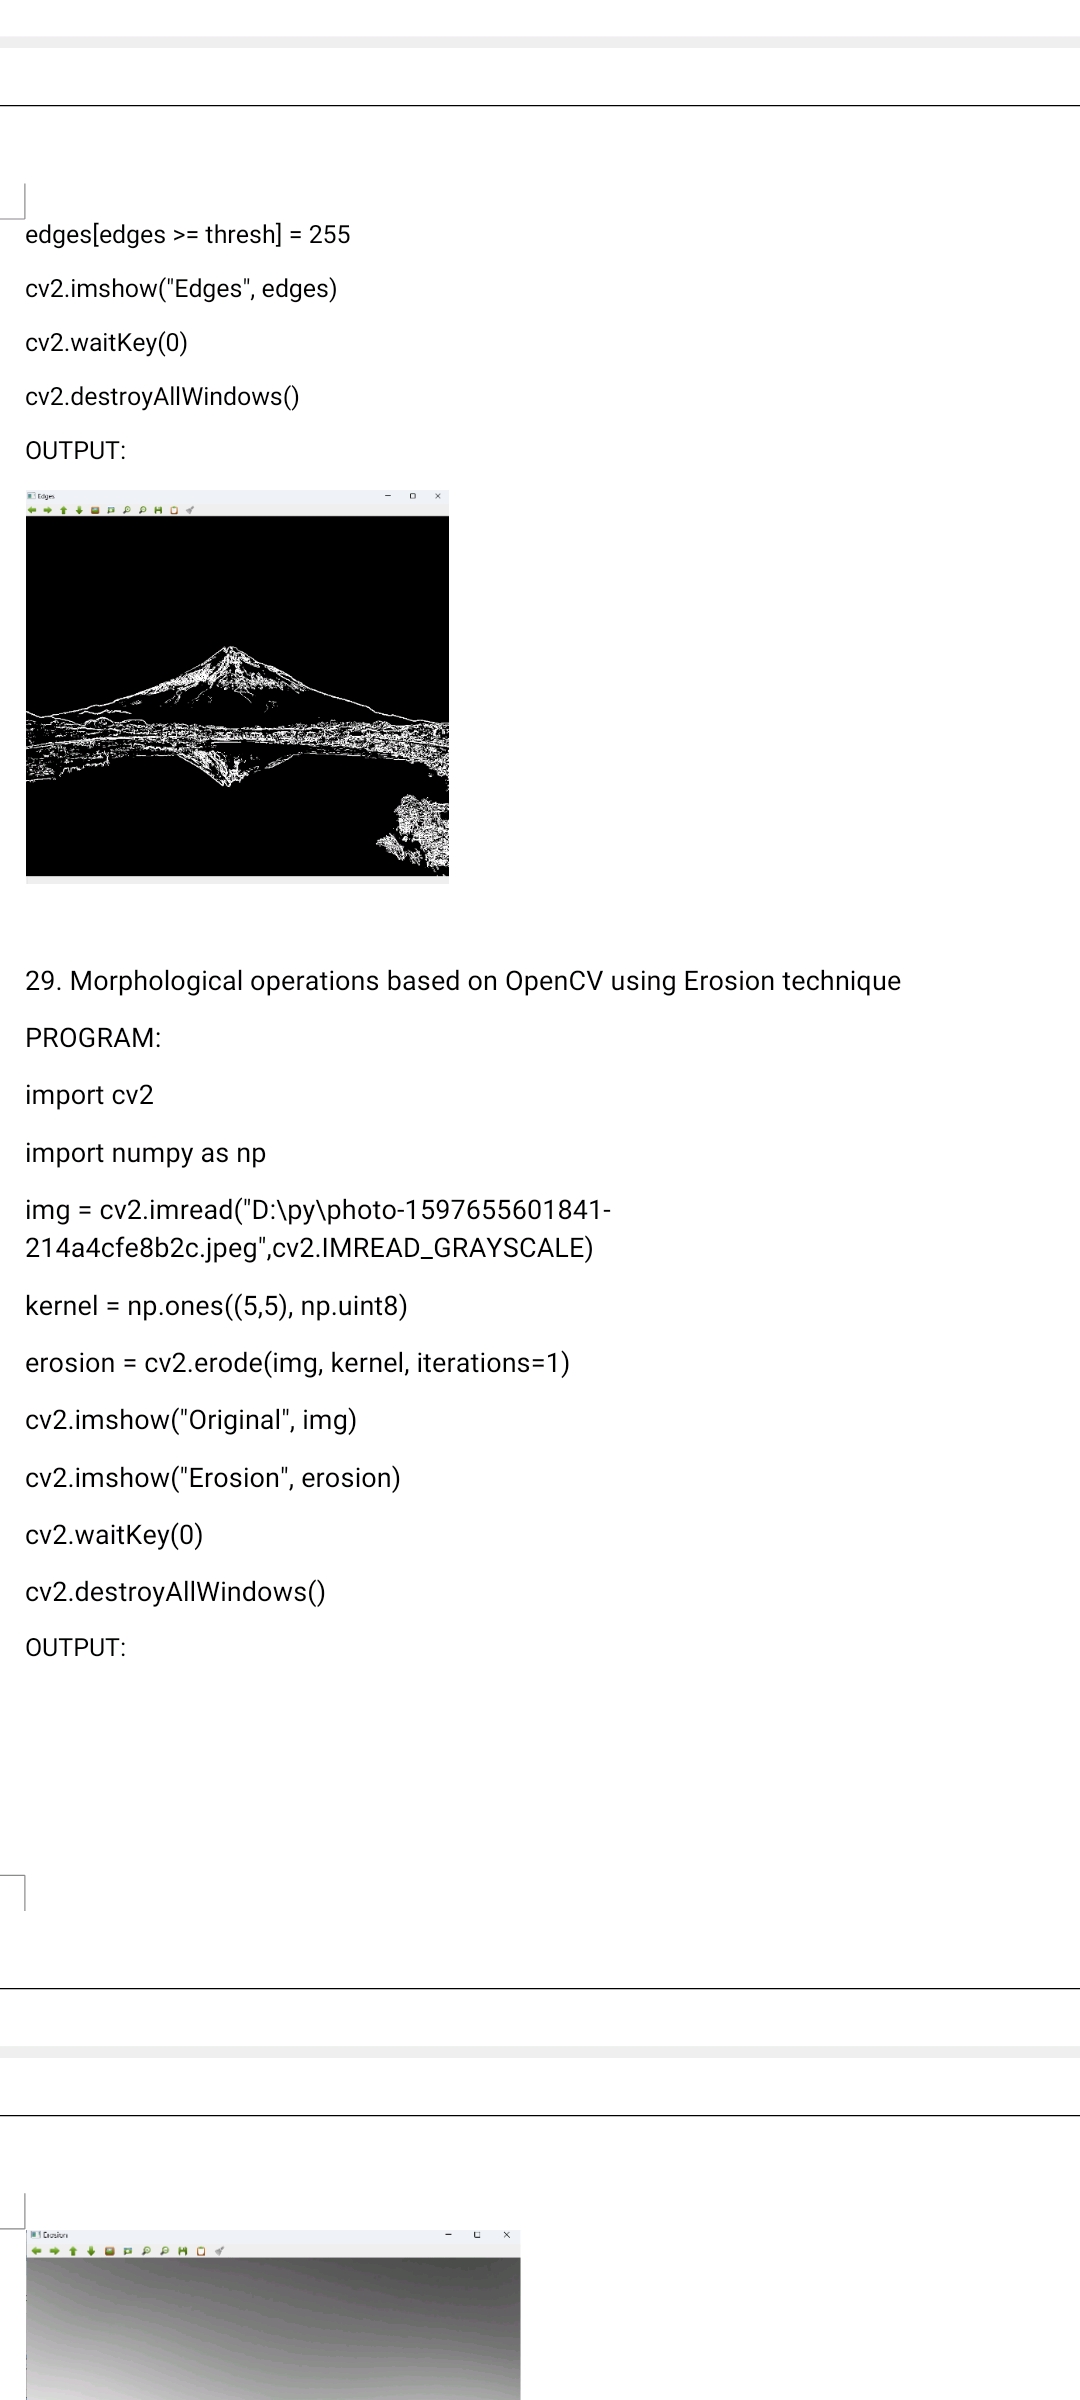 edges[edges >= thresh] = 255
cv2.imshow("Edges", edges)
cv2.waitKey(0)
cv2.destroyAllWindows()
OUTPUT:
Edges
29. Morphological operations based on OpenCV using Erosion technique
PROGRAM:
import cv2
import numpy as np
img = cv2.imread("D:\py\photo-1597655601841-
214a4cfe8b2c.jpeg",cv2.IMREAD_GRAYSCALE)
kernel = np.ones((5,5), np.uint8)
erosion = cv2.erode(img, kernel, iterations=1)
cv2.imshow("Original", img)
cv2.imshow("Erosion", erosion)
cv2.waitKey(0)
cv2.destroyAllWindows()
OUTPUT:
Erosion